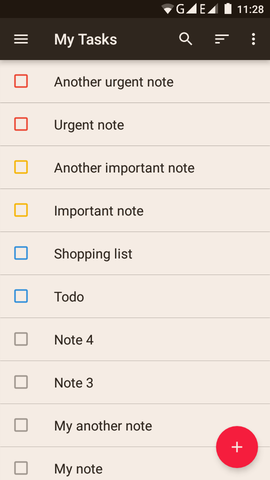 G E 11:28
My Tasks
Another urgent note
Urgent note
Another important note
Important note
Shopping list
Todo
Note 4
Note 3
My another note
My note